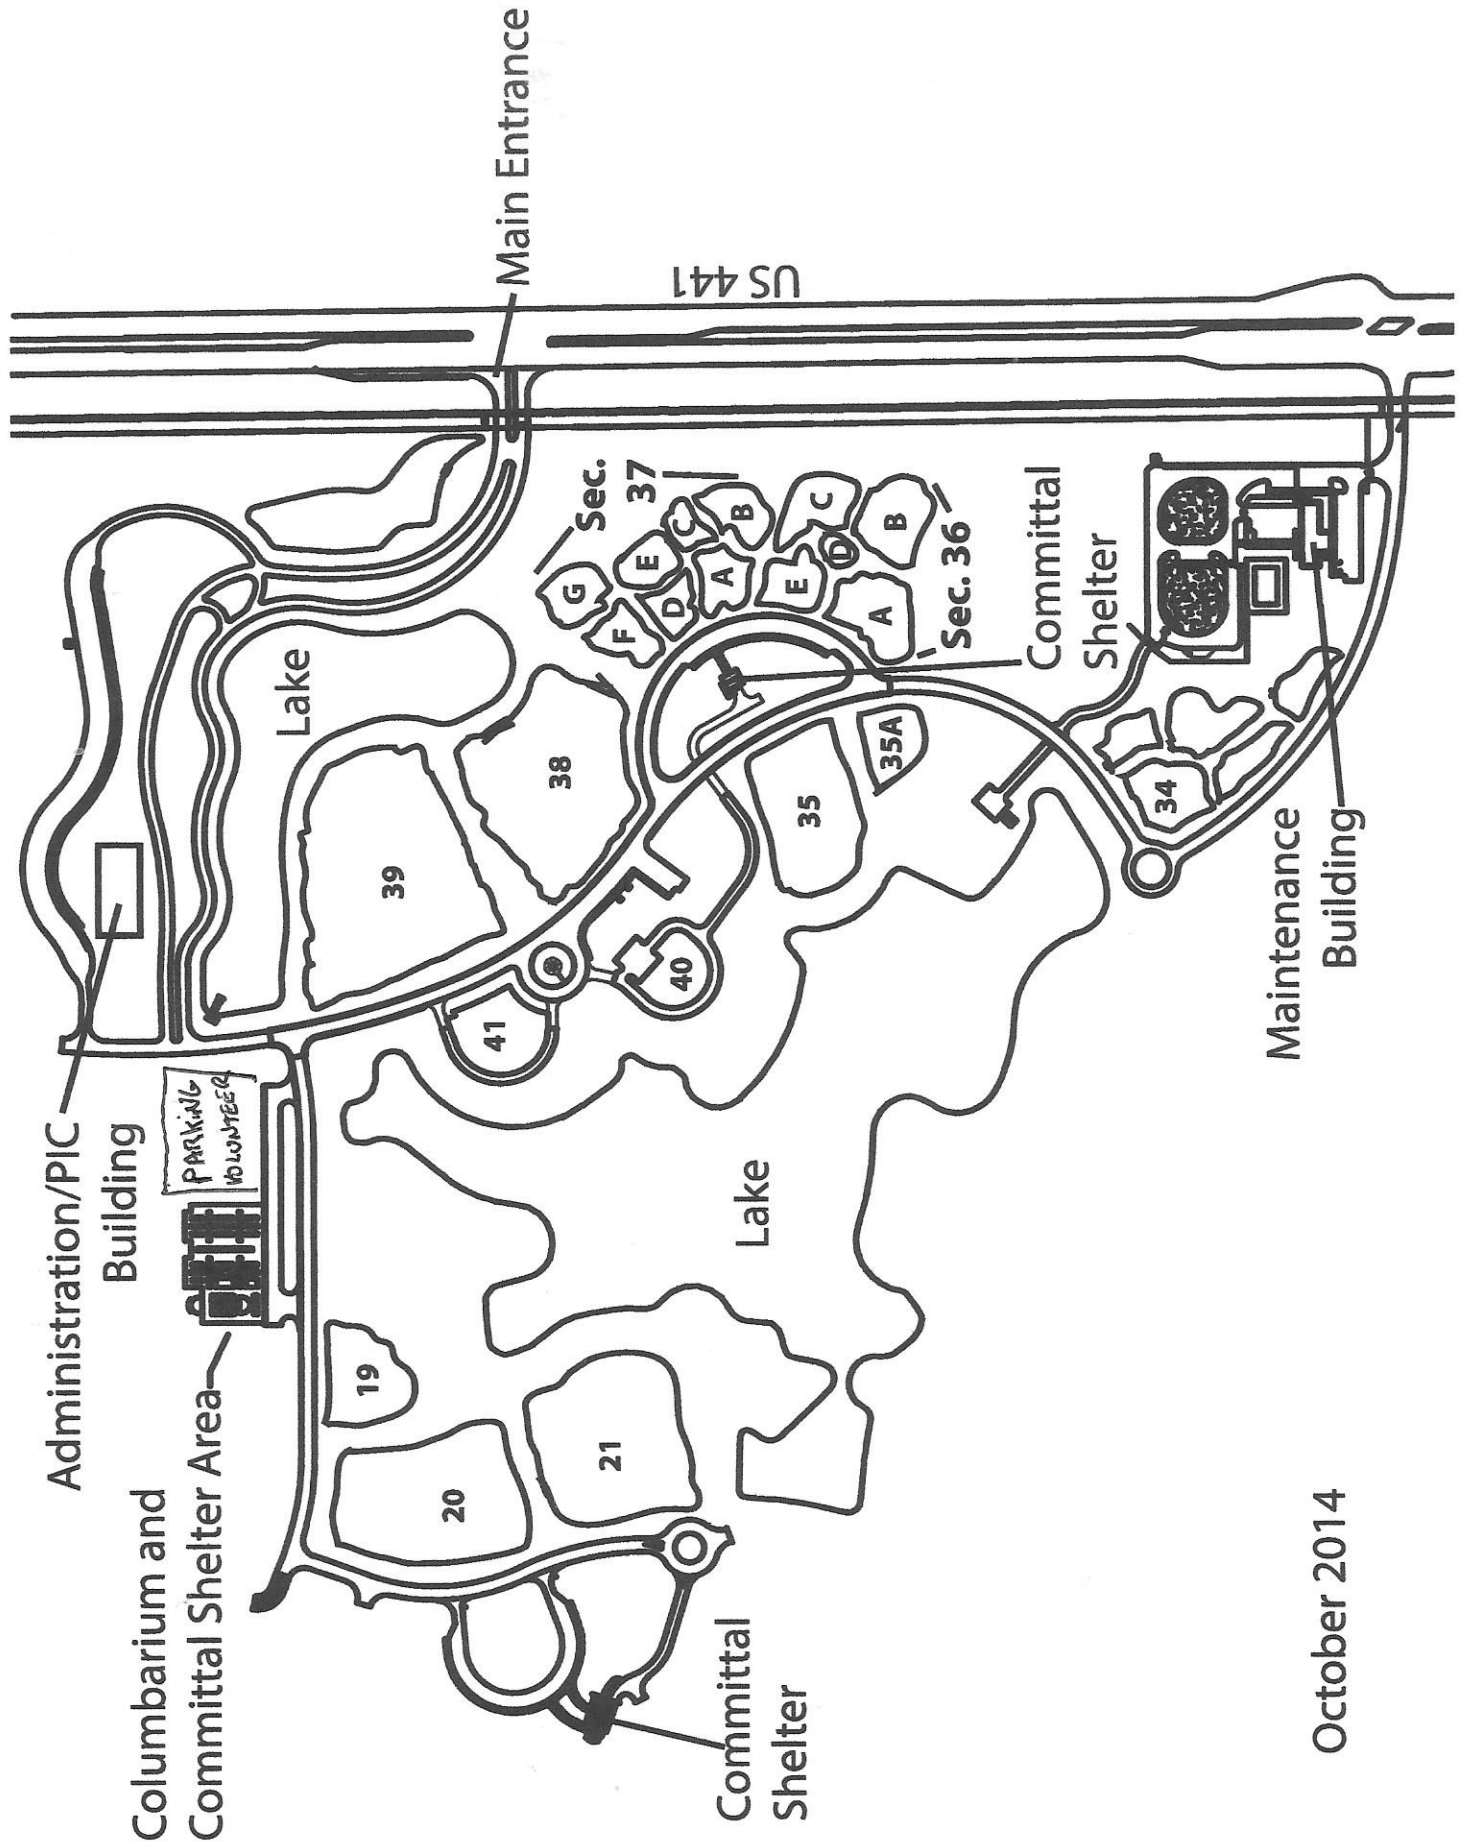 Main Entrance
US 441
Sec.
37
G
F
E
D
C
B
A
C
B
E
D
A
Sec. 36
Committal
Shelter
Lake
39
38
35
35A
34
40
41
Maintenance
Building
Administration/PIC
Building
PARKING
VOLUNTEER
Columbarium and
Committal Shelter Area
19
20
21
Lake
Committal
Shelter
October 2014